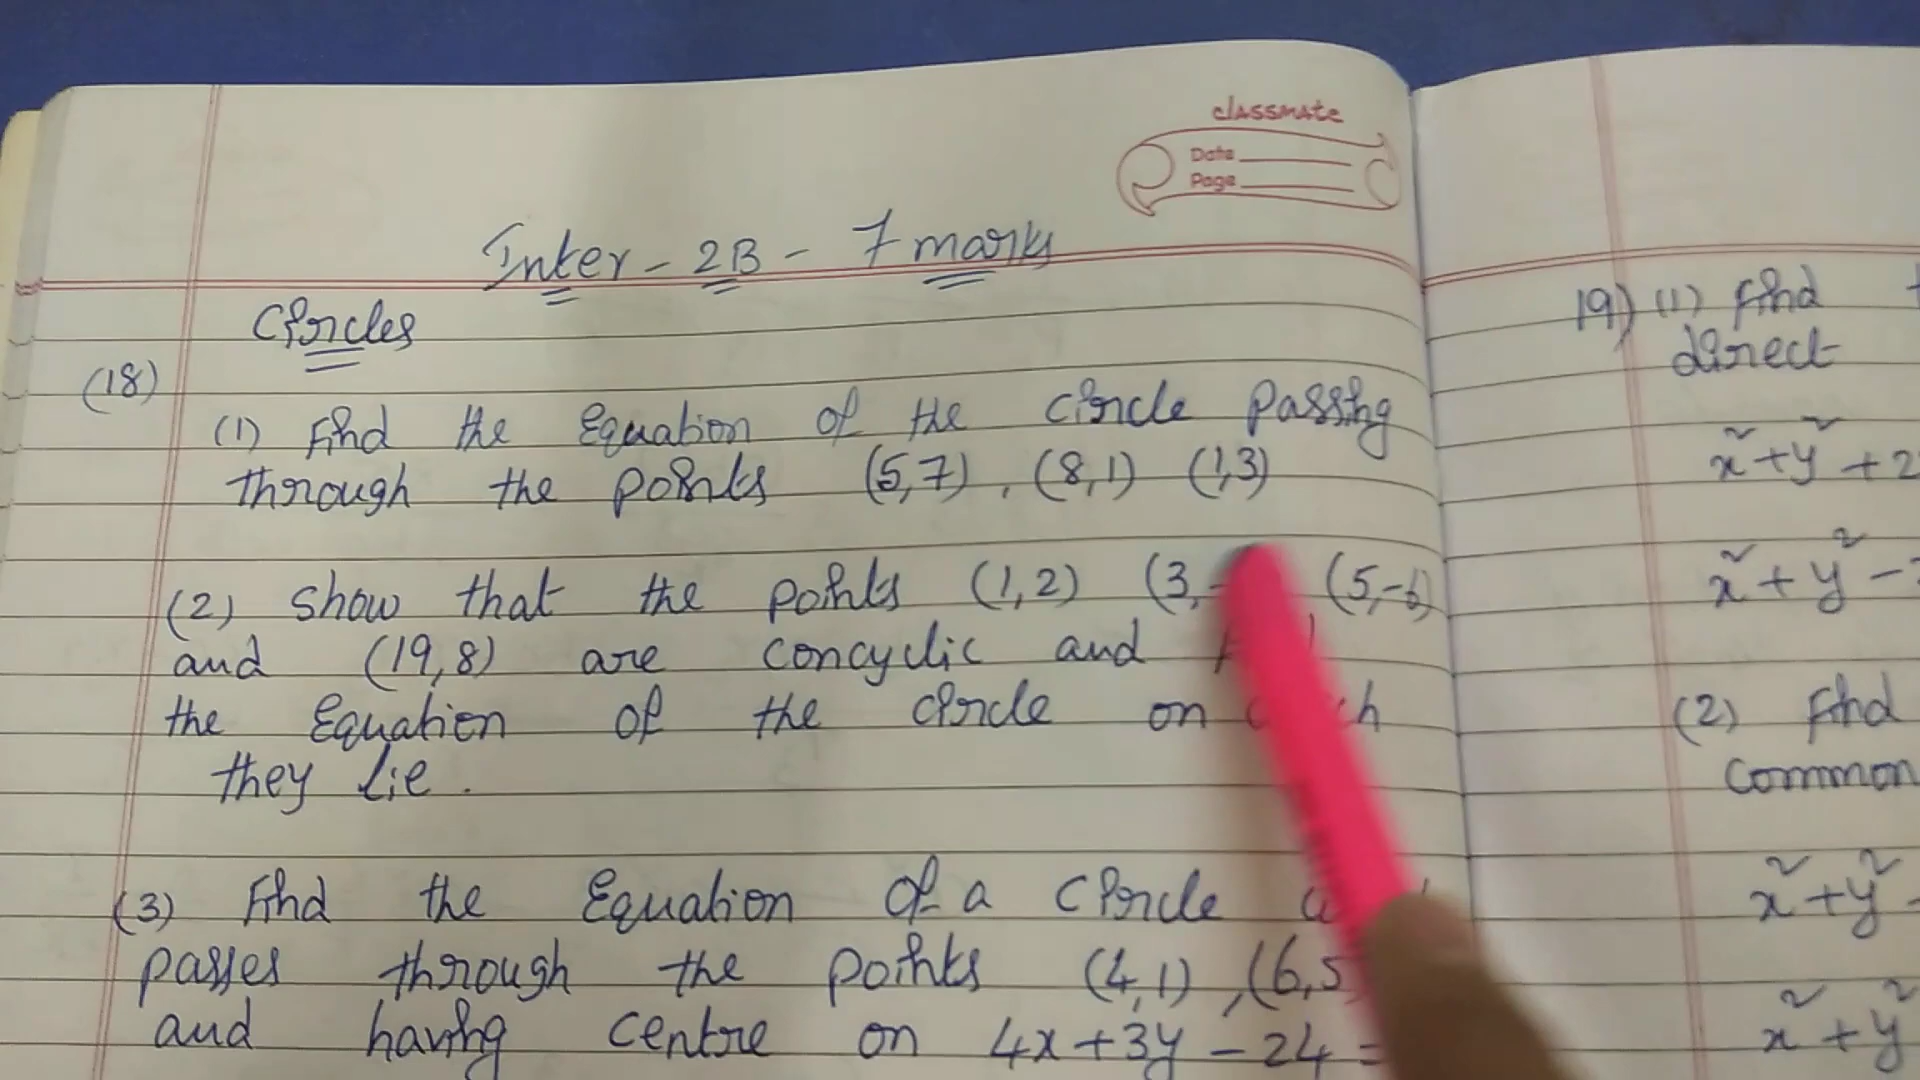 classmate
Date
Page
Inter - 2B - 7 marks
Circles
(18)
(1) Find the Equation of the circle passing
through the points (5,7), (8,1) (1,3)
(2) show that the points (1,2) (3,- (5,-6)
and (19,8) are concyclic and
the Equation of the circle on
they lie.
(3) Find the Equation of a circle
passes through the points (4,1), (6,5
and having centre on 4x+3y-24=
19) (1) Find
direct
x²+y²+2
x²+y²-
(2) Find
common
x²+y²
x²+y²